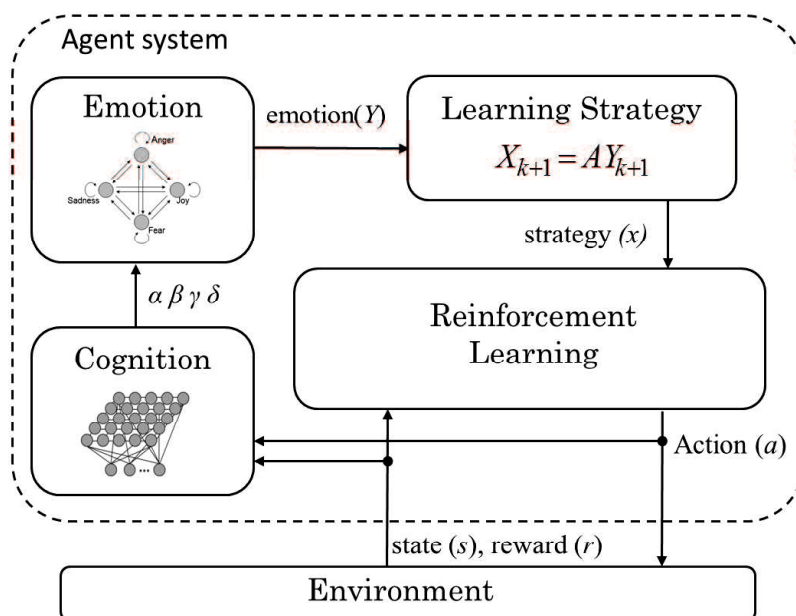 Agent system
Emotion
Anger
Sadness
Joy
Fear
emotion(Y)
Learning Strategy
X_{k+1} = AY_{k+1}
strategy (x)
α β γ δ
Reinforcement
Learning
Cognition
...
Action (a)
state (s), reward (r)
Environment